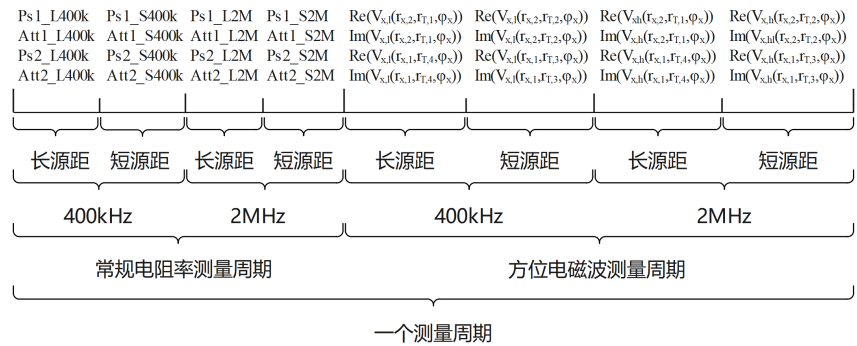 Ps1_L400k Ps1_S400k Ps1_L2M Ps1_S2M Re(Vx,l(rx,2,rT,1,φx)) Re(Vx,l(rx,2,rT,2,φx)) Re(Vxh(rx,2,rT,1,φx)) Re(Vx,h(rx,2,rT,2,φx))
Att1_L400k Att1_S400k Att1_L2M Att1_S2M Im(Vx,l(rx,2,rT,1,φx)) Im(Vx,l(rx,2,rT,2,φx)) Im(Vx,h(rx,2,rT,1,φx)) Im(Vx,hl(rx,2,rT,2,φx))
Ps2_L400k Ps2_S400k Ps2_L2M Ps2_S2M Re(Vx,l(rx,1,rT,4,φx)) Re(Vx,l(rx,1,rT,3,φx)) Re(Vx,h(rx,1,rT,4,φx)) Re(Vx,h(rx,1,rT,3,φx))
Att2_L400k Att2_S400k Att2_L2M Att2_S2M Im(Vx,l(rx,1,rT,4,φx)) Im(Vx,l(rx,1,rT,3,φx)) Im(Vx,h(rx,1,rT,4,φx)) Im(Vx,h(rx,1,rT,3,φx))
长源距 短源距 长源距 短源距 长源距 短源距 长源距 短源距
400kHz 2MHz 400kHz 2MHz
常规电阻率测量周期 方位电磁波测量周期
一个测量周期